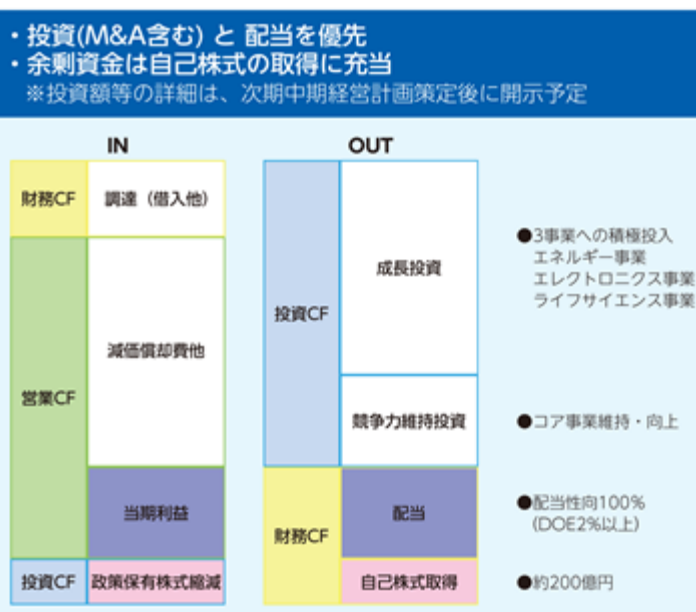 ・投資(M&A含む) と 配当を優先
・余剰資金は自己株式の取得に充当
※投資額等の詳細は、次期中期経営計画策定後に開示予定
IN
財務CF
調達（借入他）
営業CF
減価償却費他
当期利益
投資CF
政策保有株式縮減
OUT
投資CF
成長投資
●3事業への積極投入
エネルギー事業
エレクトロニクス事業
ライフサイエンス事業
競争力維持投資
●コア事業維持・向上
財務CF
配当
●配当性向100%
(DOE2%以上)
自己株式取得
●約200億円